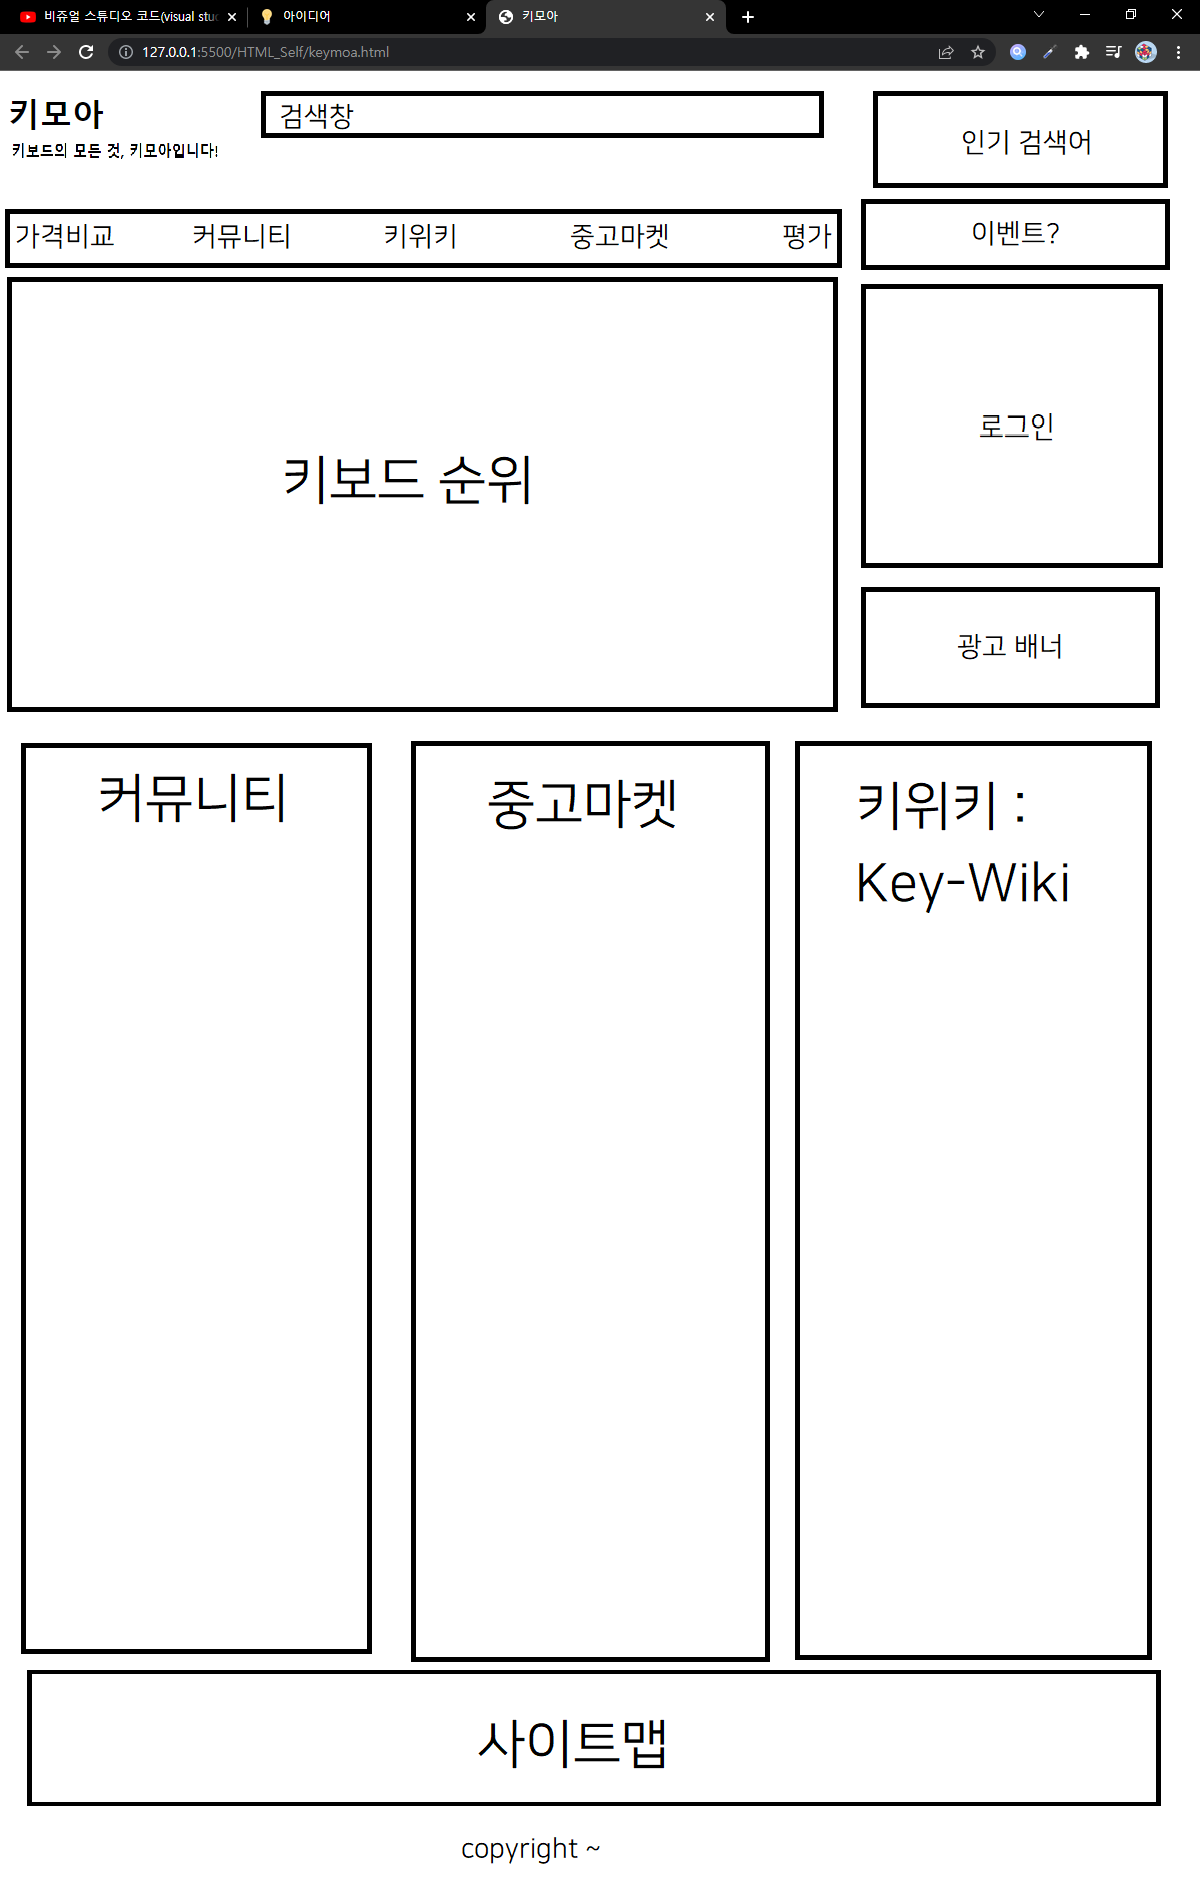 비쥬얼 스튜디오 코드(visual stu
아이디어
키모아
127.0.0.1:5500/HTML_Self/keymoa.html
키모아
키보드의 모든 것, 키모아입니다!
검색창
인기 검색어
가격비교 커뮤니티 키위키 중고마켓 평가
이벤트?
키보드 순위
로그인
광고 배너
커뮤니티
중고마켓
키위키 :
Key-Wiki
사이트맵
copyright ~